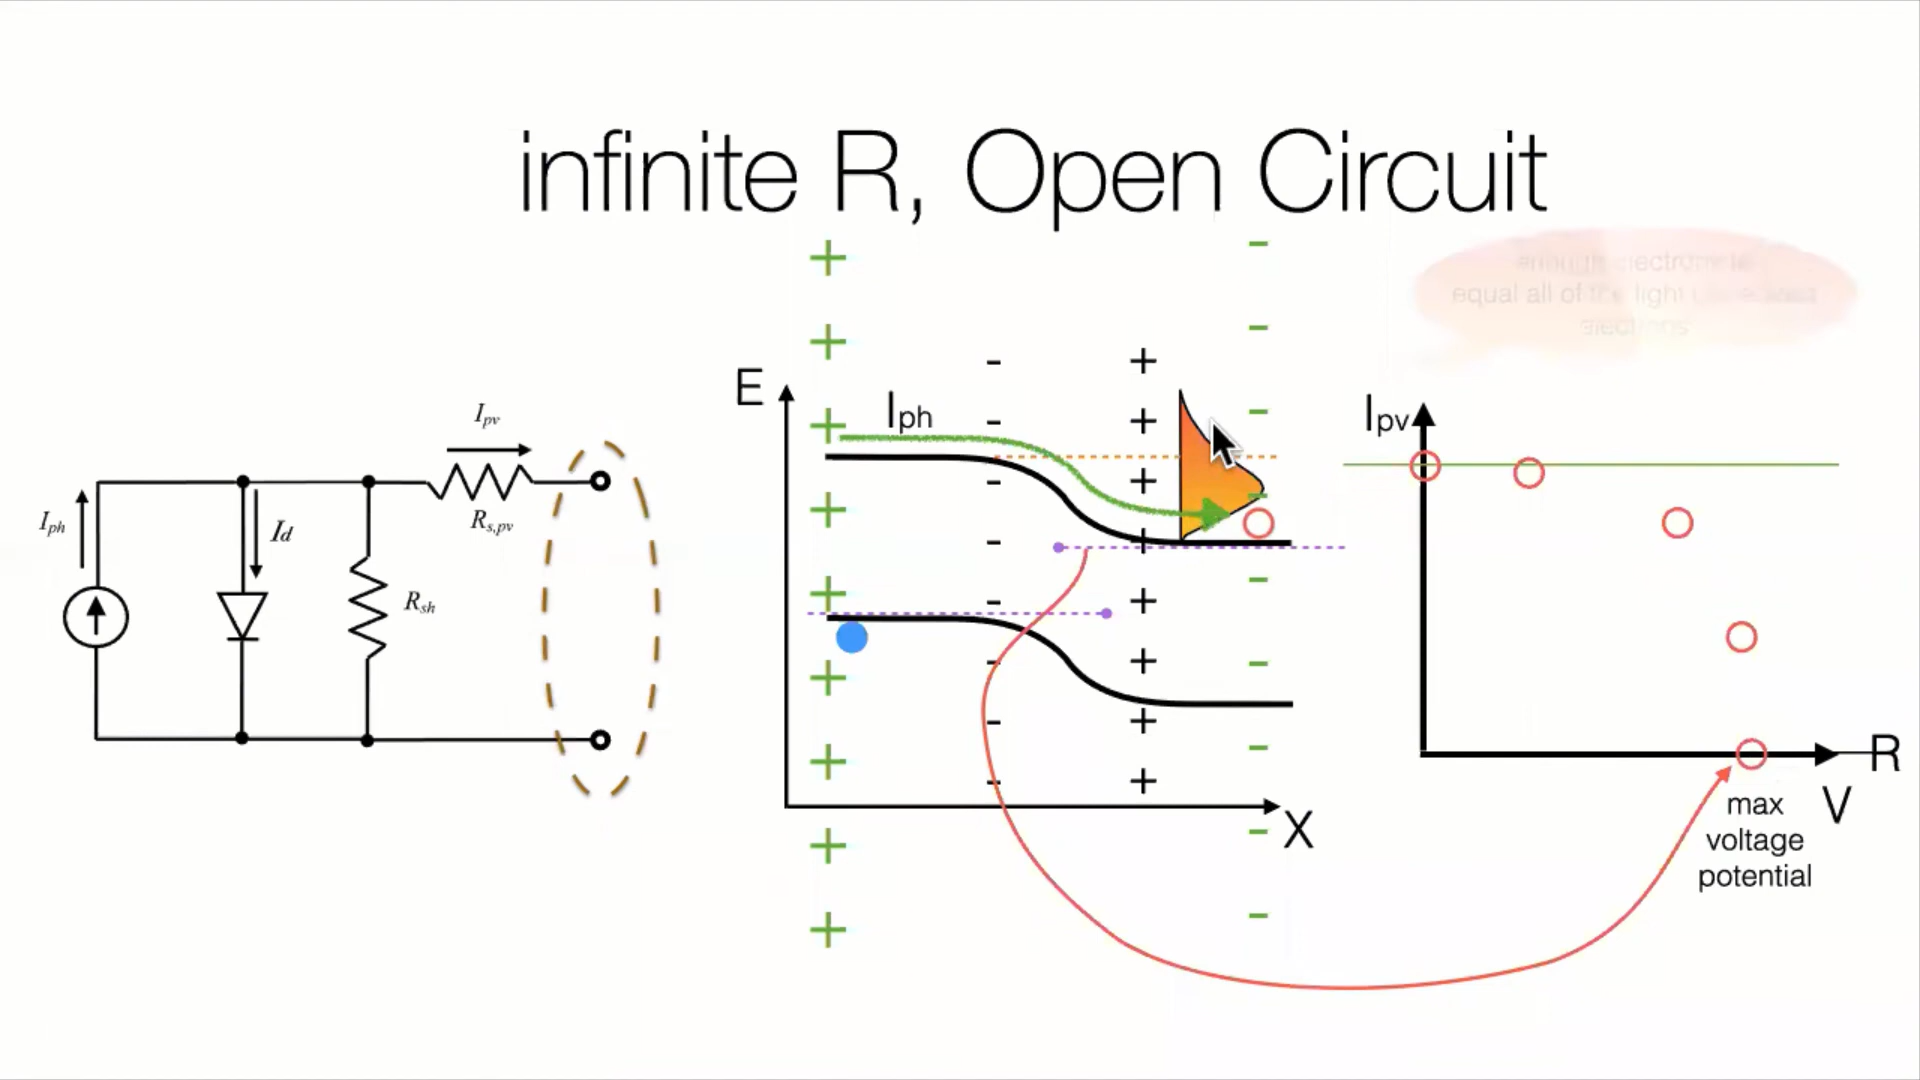 infinite R, Open Circuit
equal all of the light
electrons
E
Iph
Ipv
Ipv
Iph
Id
Rs,pv
Rsh
X
R
V
max
voltage
potential